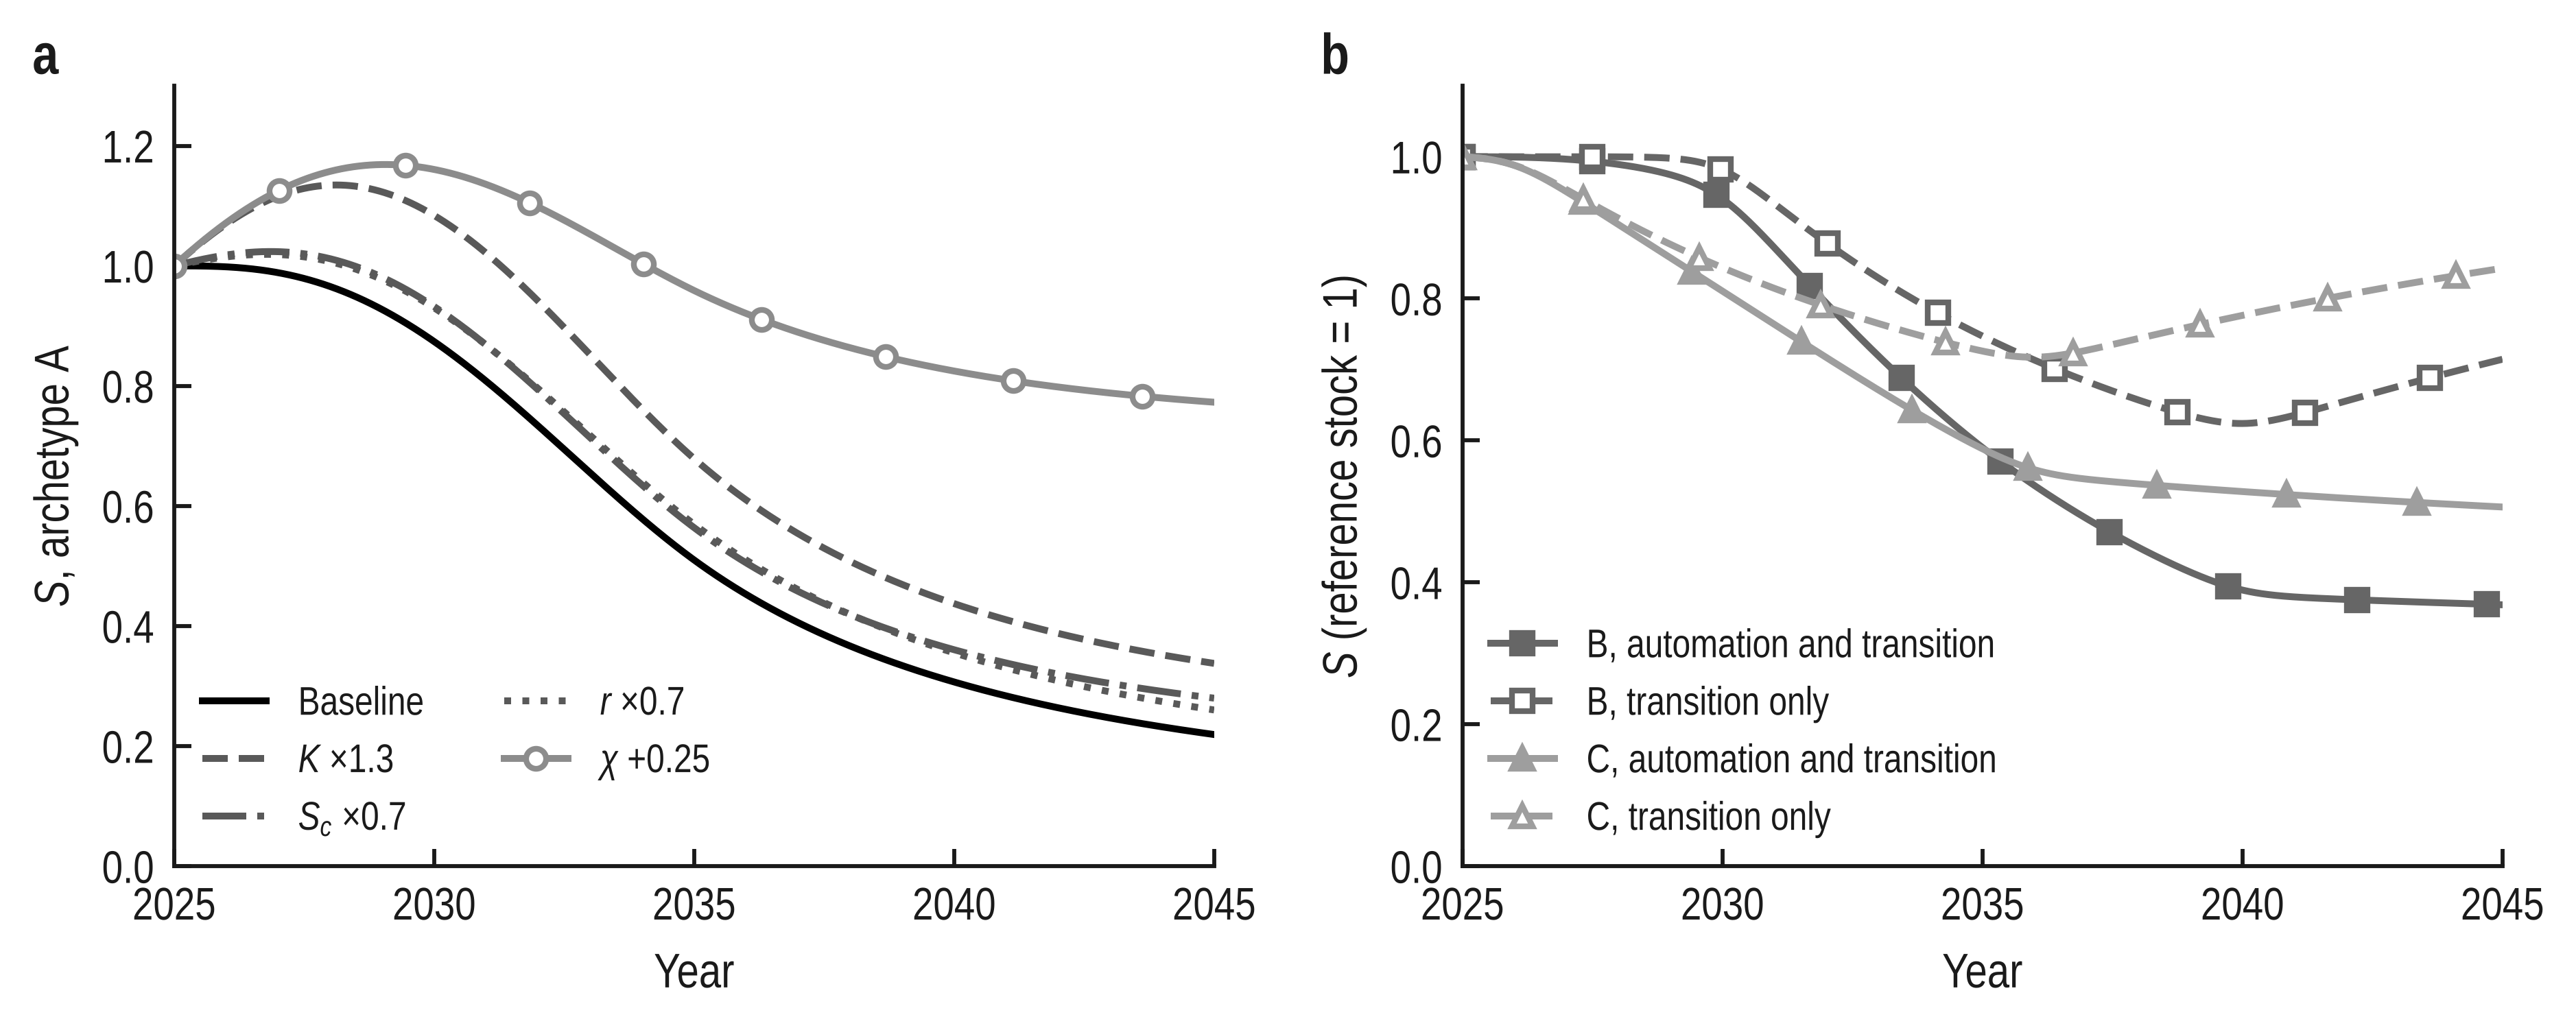 a
S, archetype A
1.2
1.0
0.8
0.6
0.4
0.2
0.0
2025 2030 2035 2040 2045
Year
Baseline
K ×1.3
Sc ×0.7
r ×0.7
χ +0.25
b
S (reference stock = 1)
1.0
0.8
0.6
0.4
0.2
0.0
2025 2030 2035 2040 2045
Year
B, automation and transition
B, transition only
C, automation and transition
C, transition only